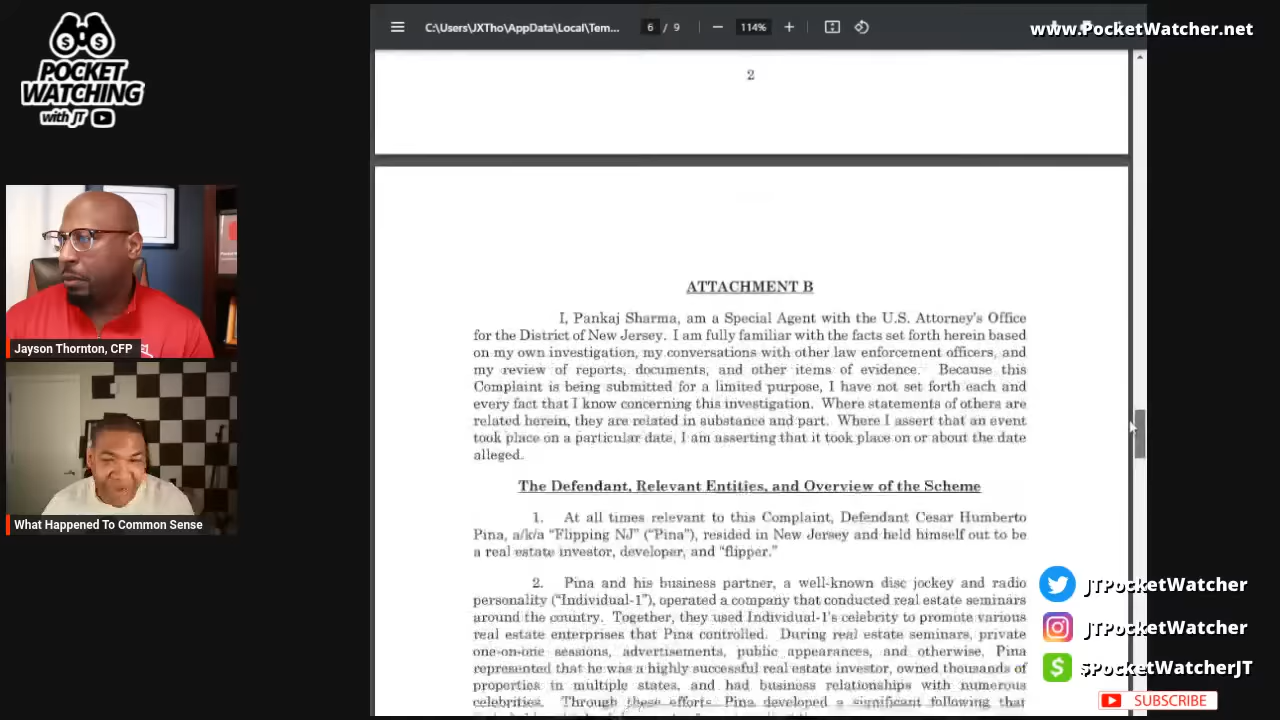 C:\Users\JXTho\AppData\Local\Tem...
6 / 9
114%
www.PocketWatcher.net
POCKET
WATCHING
with JT
2
ATTACHMENT B
I, Pankaj Sharma, am a Special Agent with the U.S. Attorney's Office
for the District of New Jersey. I am fully familiar with the facts set forth herein based
on my own investigation, my conversations with other law enforcement officers, and
my review of reports, documents, and other items of evidence. Because this
Complaint is being submitted for a limited purpose, I have not set forth each and
every fact that I know concerning this investigation. Where statements of others are
related herein, they are related in substance and part. Where I assert that an event
took place on a particular date, I am asserting that it took place on or about the date
alleged.
The Defendant, Relevant Entities, and Overview of the Scheme
1. At all times relevant to this Complaint, Defendant Cesar Humberto
Pina, a/k/a "Flipping NJ" ("Pina"), resided in New Jersey and held himself out to be
a real estate investor, developer, and "flipper."
2. Pina and his business partner, a well-known disc jockey and radio
personality ("Individual-1"), operated a company that conducted real estate seminars
around the country. Together, they used Individual-1's celebrity to promote various
real estate enterprises that Pina controlled. During real estate seminars, private
one-on-one sessions, advertisements, public appearances, and otherwise, Pina
represented that he was a highly successful real estate investor, owned thousands of
properties in multiple states, and had business relationships with numerous
celebrities. Through these efforts, Pina developed a significant following that
Jayson Thornton, CFP
What Happened To Common Sense
JTPocketWatcher
JTPocketWatcher
$PocketWatcherJT
SUBSCRIBE